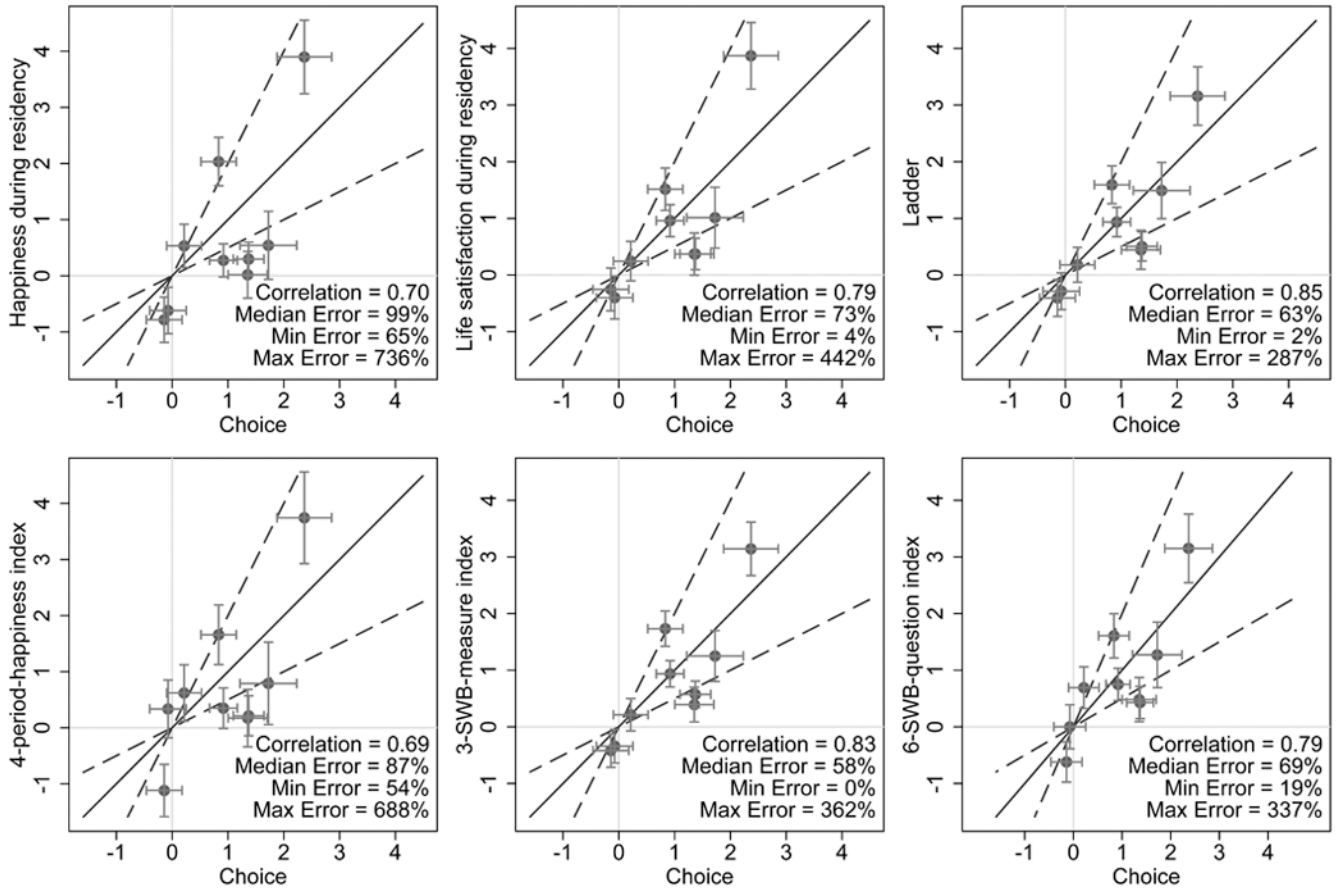 Happiness during residency
4
3
2
1
0
-1
Correlation = 0.70
Median Error = 99%
Min Error = 65%
Max Error = 736%
-1 0 1 2 3 4
Choice
Life satisfaction during residency
4
3
2
1
0
-1
Correlation = 0.79
Median Error = 73%
Min Error = 4%
Max Error = 442%
-1 0 1 2 3 4
Choice
Ladder
4
3
2
1
0
-1
Correlation = 0.85
Median Error = 63%
Min Error = 2%
Max Error = 287%
-1 0 1 2 3 4
Choice
4-period-happiness index
4
3
2
1
0
-1
Correlation = 0.69
Median Error = 87%
Min Error = 54%
Max Error = 688%
-1 0 1 2 3 4
Choice
3-SWB-measure index
4
3
2
1
0
-1
Correlation = 0.83
Median Error = 58%
Min Error = 0%
Max Error = 362%
-1 0 1 2 3 4
Choice
6-SWB-question index
4
3
2
1
0
-1
Correlation = 0.79
Median Error = 69%
Min Error = 19%
Max Error = 337%
-1 0 1 2 3 4
Choice